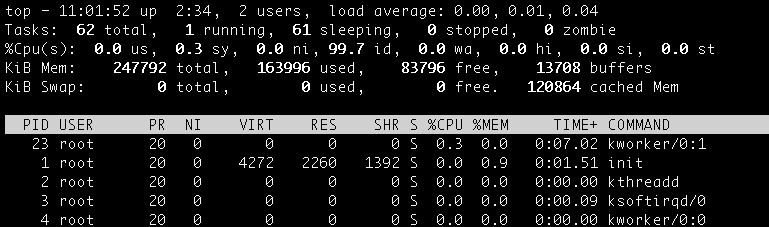 top - 11:01:52 up  2:34,  2 users,  load average: 0.00, 0.01, 0.04
Tasks:  62 total,   1 running,  61 sleeping,   0 stopped,   0 zombie
%Cpu(s):  0.0 us,  0.3 sy,  0.0 ni, 99.7 id,  0.0 wa,  0.0 hi,  0.0 si,  0.0 st
KiB Mem:    247792 total,   163996 used,    83796 free,    13708 buffers
KiB Swap:        0 total,        0 used,        0 free.   120864 cached Mem
PID USER      PR  NI    VIRT    RES    SHR S %CPU %MEM     TIME+ COMMAND
23 root      20   0       0      0      0 S  0.3  0.0   0:07.02 kworker/0:1
1 root      20   0    4272   2260   1392 S  0.0  0.9   0:01.51 init
2 root      20   0       0      0      0 S  0.0  0.0   0:00.00 kthreadd
3 root      20   0       0      0      0 S  0.0  0.0   0:00.09 ksoftirqd/0
4 root      20   0       0      0      0 S  0.0  0.0   0:00.00 kworker/0:0